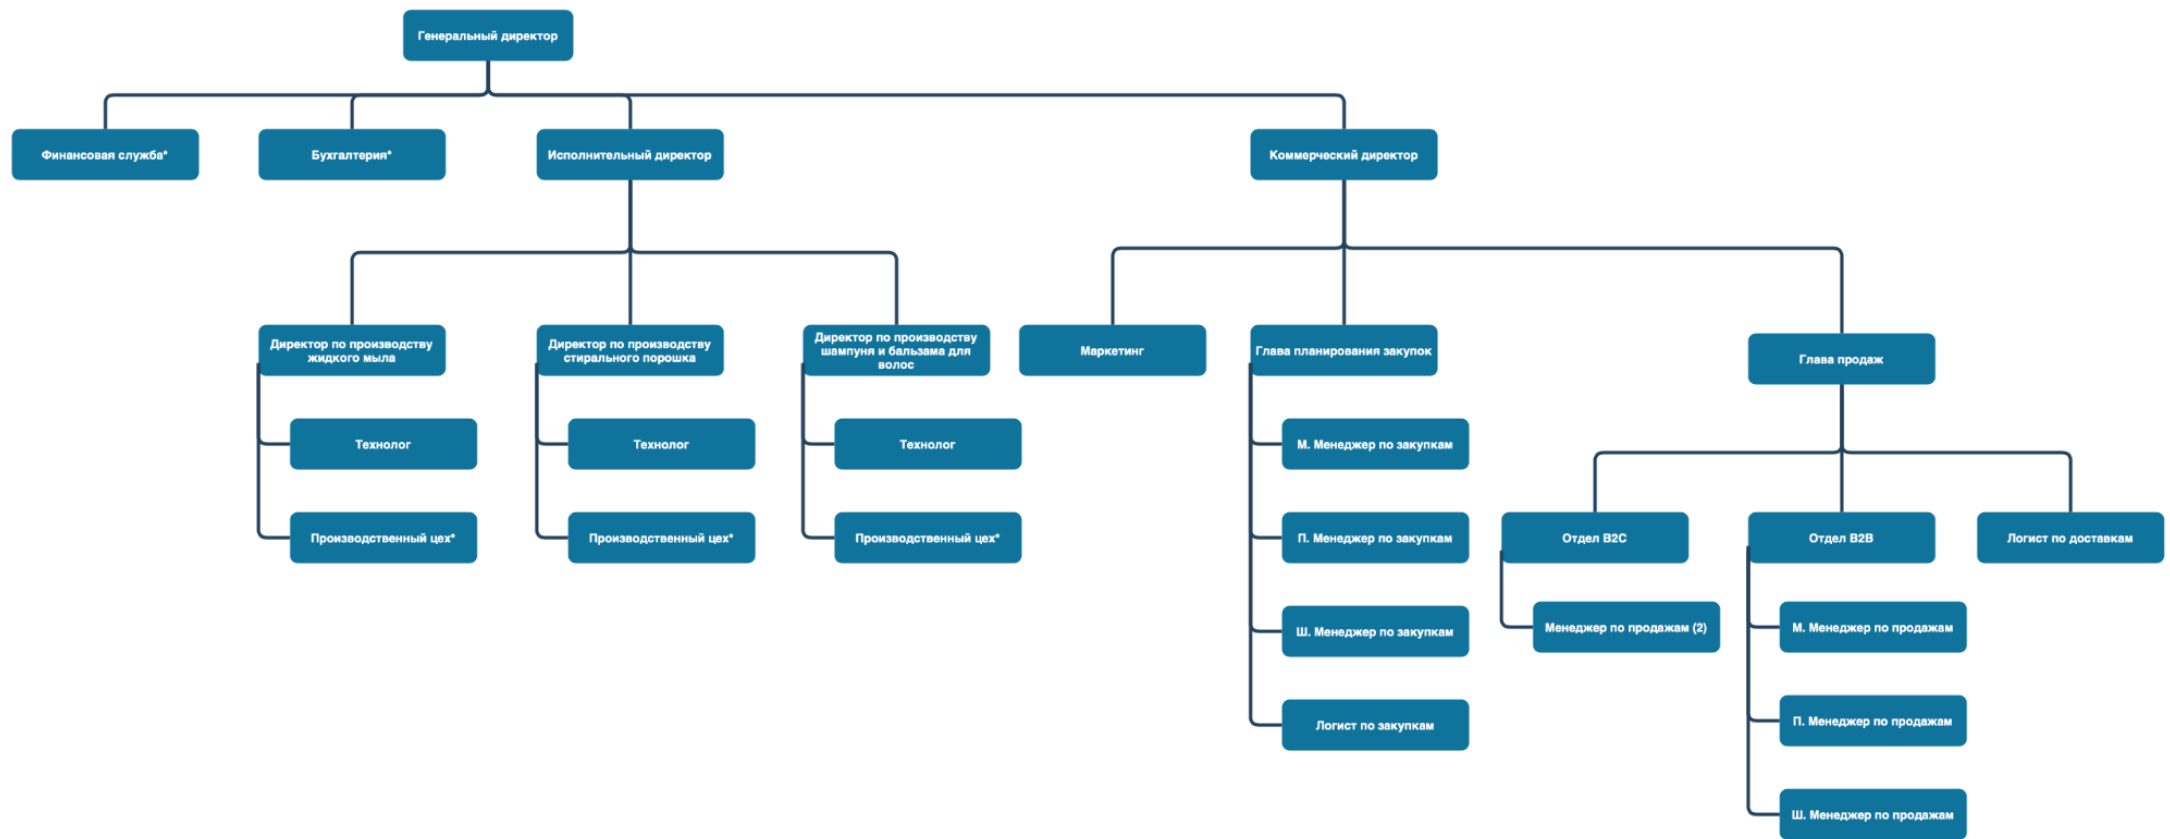 Генеральный директор
Финансовая служба*
Бухгалтерия*
Исполнительный директор
Коммерческий директор
Директор по производству
жидкого мыла
Директор по производству
стирального порошка
Директор по производству
шампуня и бальзама для
волос
Маркетинг
Глава планирования закупок
Глава продаж
Технолог
Технолог
Технолог
М. Менеджер по закупкам
Производственный цех*
Производственный цех*
Производственный цех*
П. Менеджер по закупкам
Отдел B2C
Отдел B2B
Логист по доставкам
Ш. Менеджер по закупкам
Менеджер по продажам (2)
М. Менеджер по продажам
Логист по закупкам
П. Менеджер по продажам
Ш. Менеджер по продажам